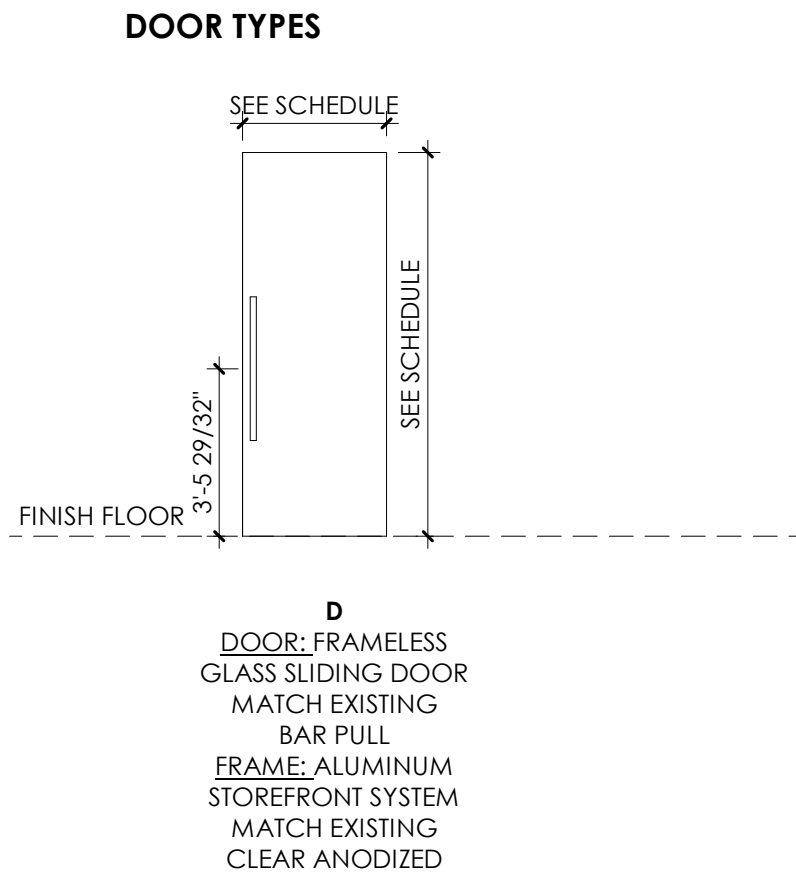 DOOR TYPES
SEE SCHEDULE
SEE SCHEDULE
3'-5 29/32"
FINISH FLOOR
D
DOOR: FRAMELESS
GLASS SLIDING DOOR
MATCH EXISTING
BAR PULL
FRAME: ALUMINUM
STOREFRONT SYSTEM
MATCH EXISTING
CLEAR ANODIZED